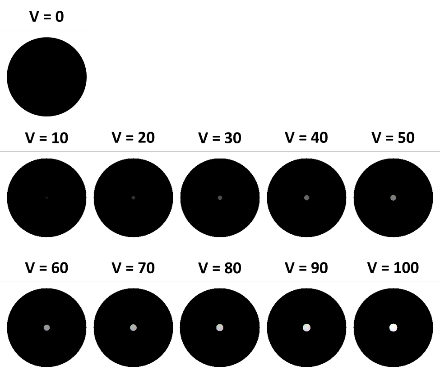 V = 0
V = 10 V = 20 V = 30 V = 40 V = 50
V = 60 V = 70 V = 80 V = 90 V = 100